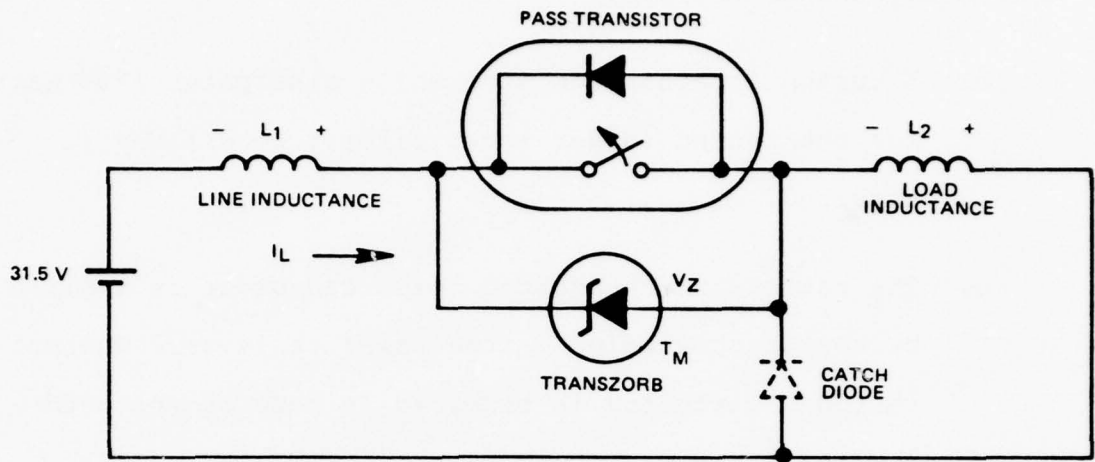 PASS TRANSISTOR
- L1 +
LINE INDUCTANCE
- L2 +
LOAD
INDUCTANCE
IL
31.5 V
VZ
TM
TRANSZORB
CATCH
DIODE